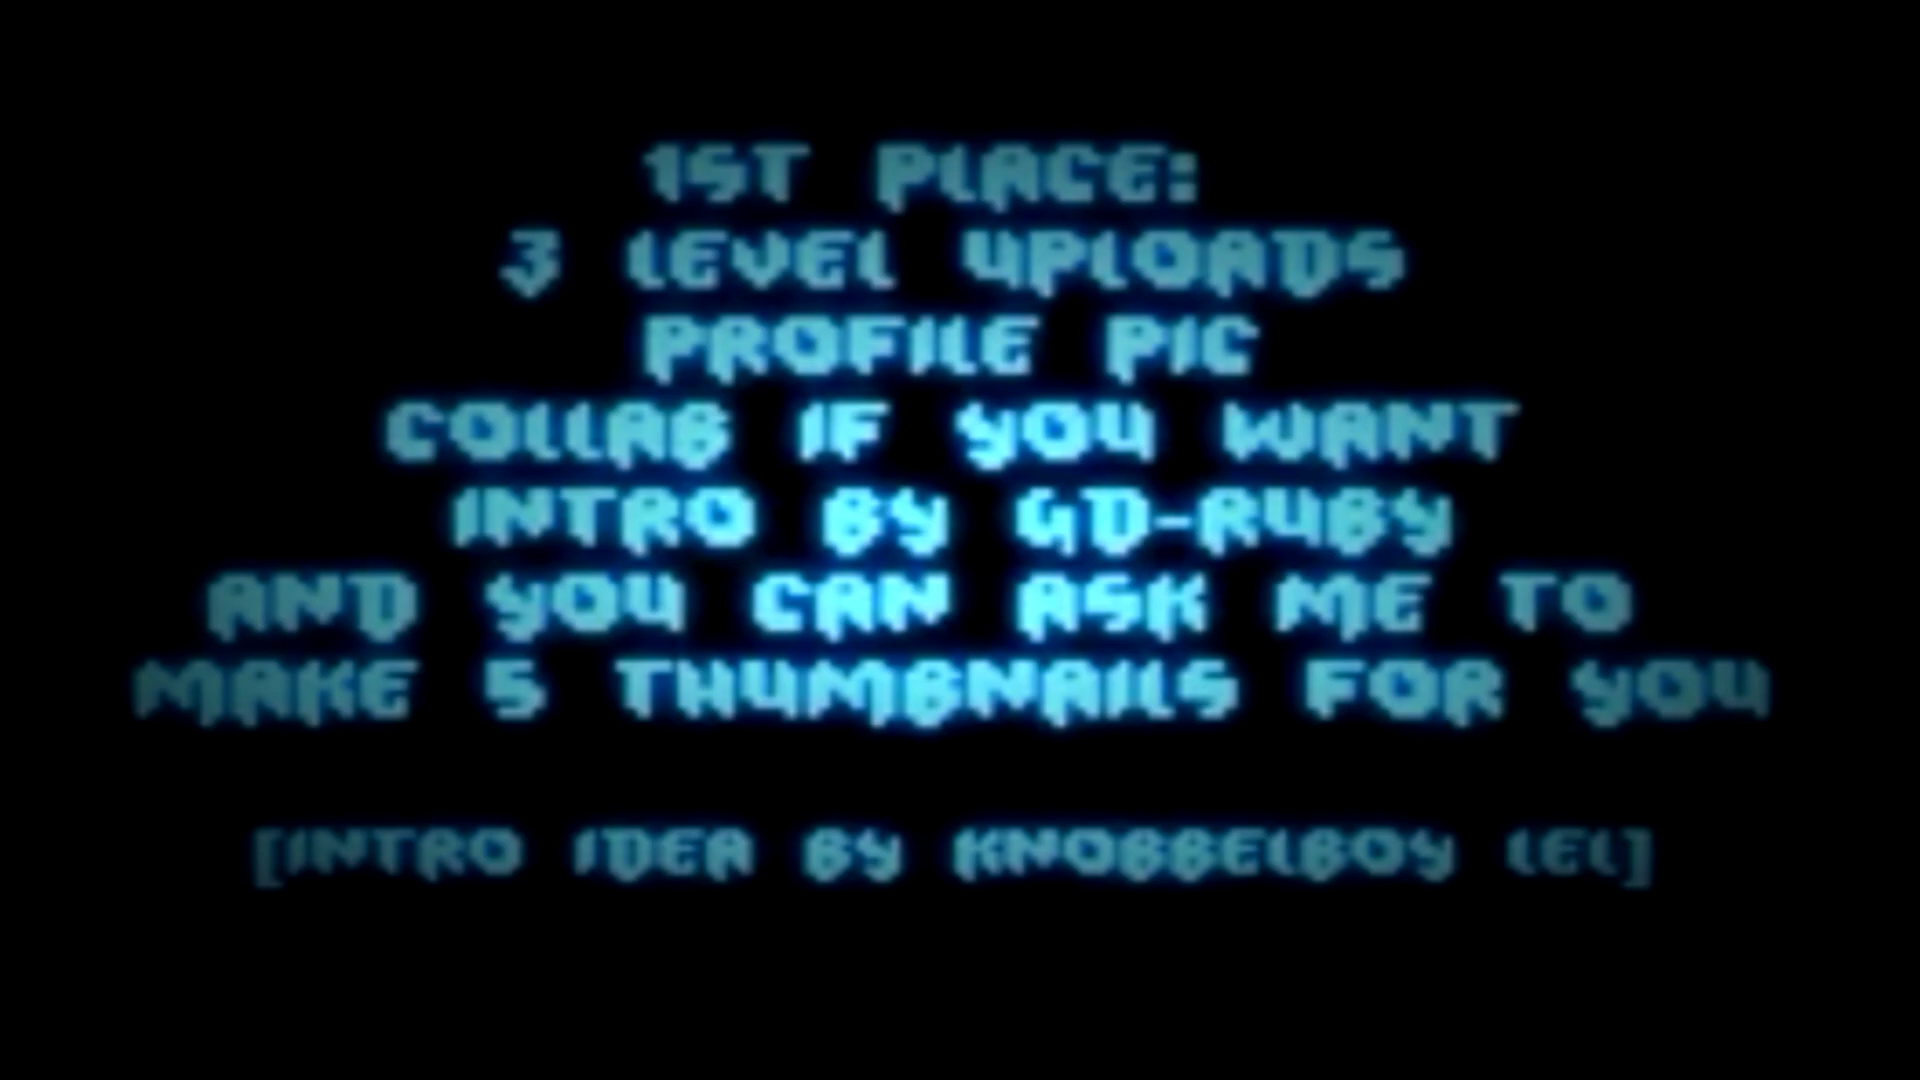 1ST PLACE:
3 LEVEL UPLOADS
PROFILE PIC
COLLAB IF YOU WANT
INTRO BY GD-RUBY
AND YOU CAN ASK ME TO
MAKE 5 THUMBNAILS FOR YOU
[INTRO IDEA BY KNOBBELBOY LEL]